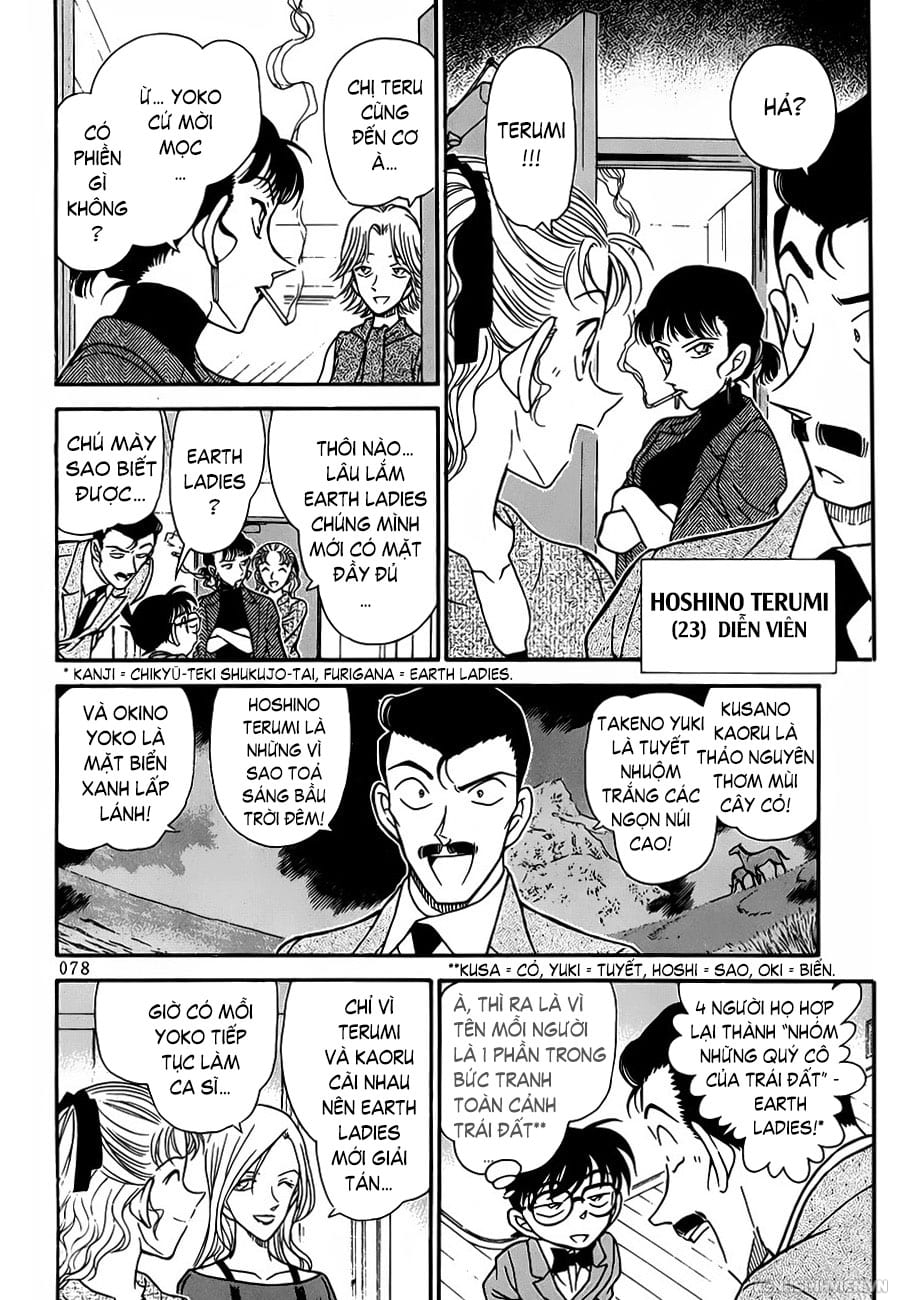 HẢ?
TERUMI
!!!
HOSHINO TERUMI
(23) DIỄN VIÊN
CHỊ TERU
CŨNG
ĐẾN CƠ
À...
Ừ... YOKO
CỨ MỜI
MỌC
...
CÓ
PHIỀN
GÌ
KHÔNG
?
THÔI NÀO...
LÂU LẮM
EARTH LADIES
CHÚNG MÌNH
MỚI CÓ MẶT
ĐẦY ĐỦ
...
EARTH
LADIES
?
CHÚ MÀY
SAO BIẾT
ĐƯỢC...
* KANJI = CHIKYŪ-TEKI SHUKUJO-TAI, FURIGANA = EARTH LADIES.
KUSANO
KAORU LÀ
THẢO NGUYÊN
THƠM MÙI
CÂY CỎ!
TAKENO YUKI
LÀ TUYẾT
NHUỘM
TRẮNG CÁC
NGỌN NÚI
CAO!
HOSHINO
TERUMI LÀ
NHỮNG VÌ
SAO TOẢ
SÁNG BẦU
TRỜI ĐÊM!
VÀ OKINO
YOKO LÀ
MẶT BIỂN
XANH LẤP
LÁNH!
078
**KUSA = CỎ, YUKI = TUYẾT, HOSHI = SAO, OKI = BIỂN.
4 NGƯỜI HỌ HỢP
LẠI THÀNH "NHÓM
NHỮNG QUÝ CÔ
CỦA TRÁI ĐẤT" -
EARTH
LADIES!*
À, THÌ RA LÀ VÌ
TÊN MỖI NGƯỜI
LÀ 1 PHẦN TRONG
BỨC TRANH
TOÀN CẢNH
TRÁI ĐẤT**
...
CHỈ VÌ
TERUMI
VÀ KAORU
CÃI NHAU
NÊN EARTH
LADIES
MỚI GIẢI
TÁN...
GIỜ CÓ MỖI
YOKO TIẾP
TỤC LÀM
CA SĨ...